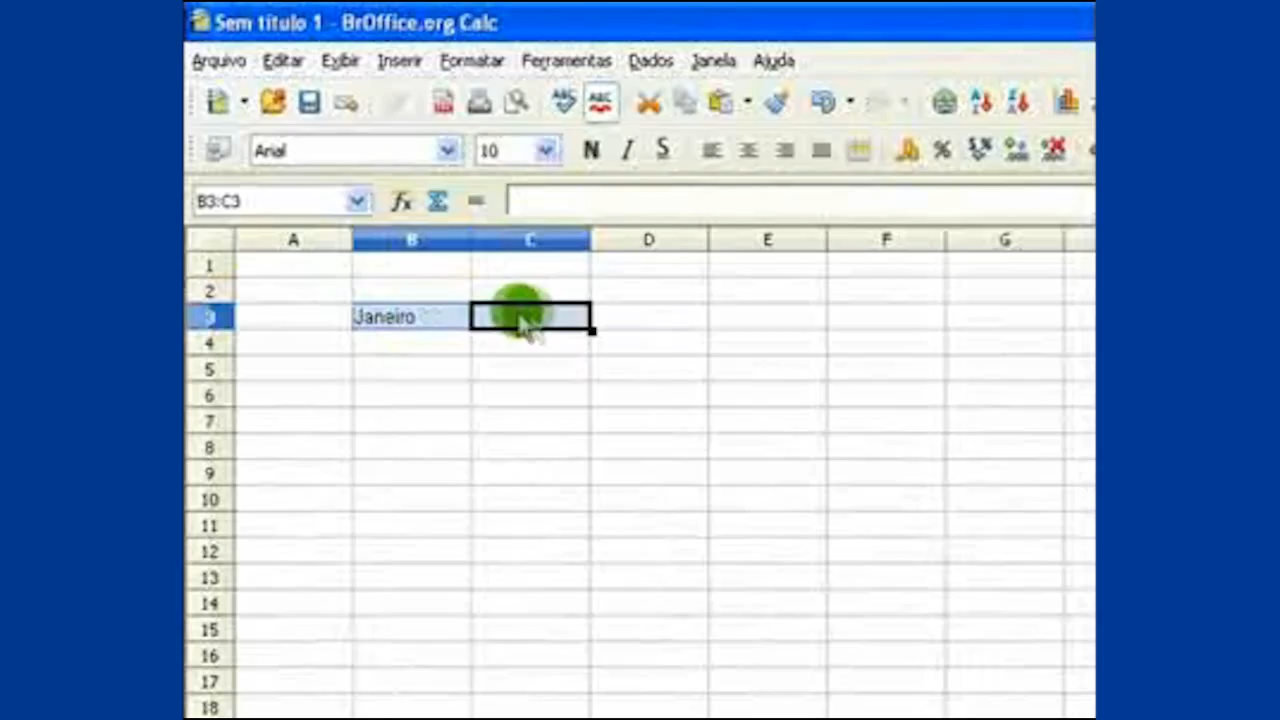 Sem título 1 - BrOffice.org Calc
Arquivo Editar Exibir Inserir Formatar Ferramentas Dados Janela Ajuda
Arial 10 N I S %
B3:C3 fx Σ =
A B C D E F G
1
2
3 Janeiro
4
5
6
7
8
9
10
11
12
13
14
15
16
17
18